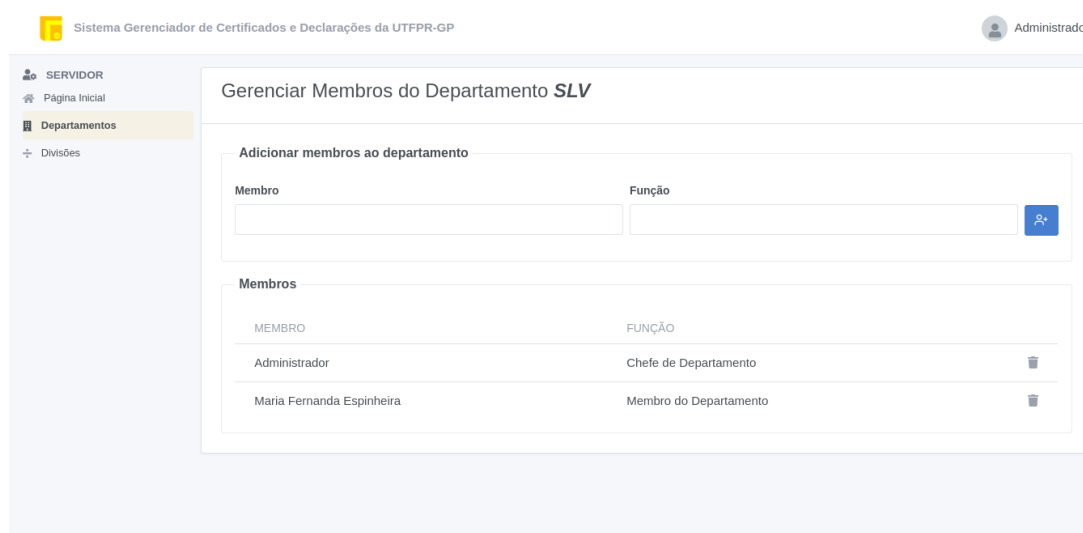 Sistema Gerenciador de Certificados e Declarações da UTFPR-GP
Administrado
SERVIDOR
Página Inicial
Departamentos
Divisões
Gerenciar Membros do Departamento SLV
Adicionar membros ao departamento
Membro Função
Membros
MEMBRO FUNÇÃO
Administrador Chefe de Departamento
Maria Fernanda Espinheira Membro do Departamento